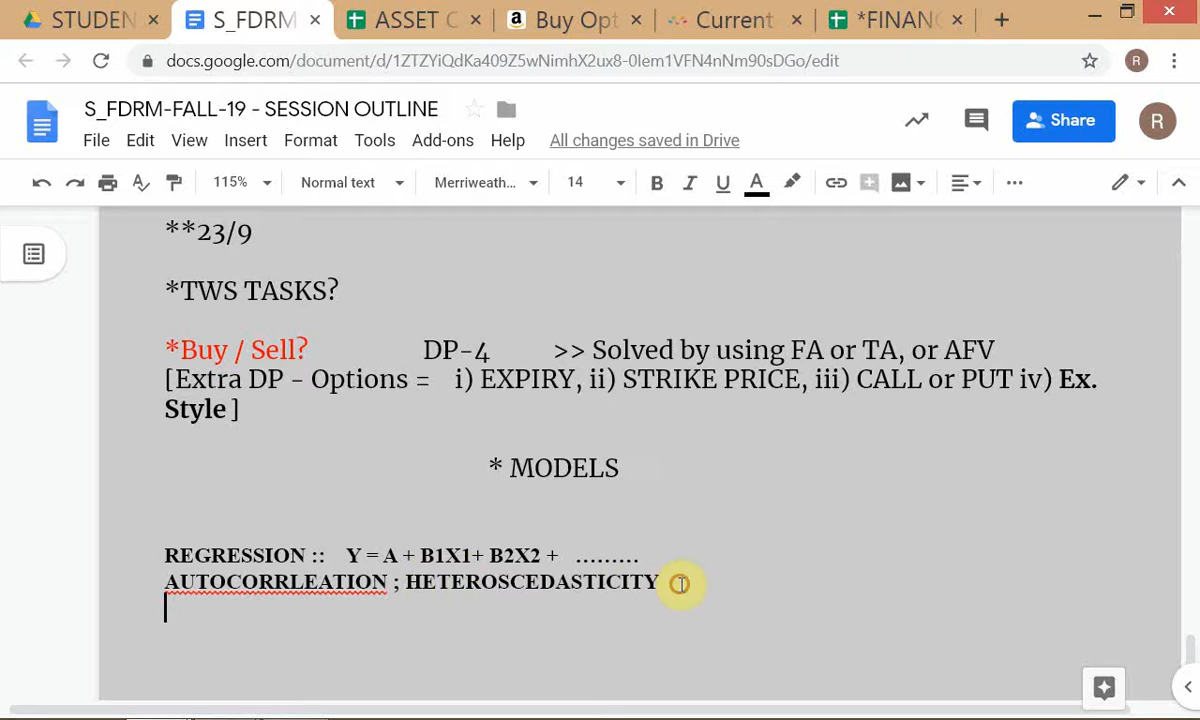 STUDEN
S_FDRM
ASSET C
Buy Opt
Current
*FINAN
docs.google.com/document/d/1ZTZYiQdKa409Z5wNimhX2ux8-0lem1VFN4nNm90sDGo/edit
R
S_FDRM-FALL-19 - SESSION OUTLINE
File Edit View Insert Format Tools Add-ons Help All changes saved in Drive
Share
R
115% Normal text Merriweath... 14 B I U A
**23/9
*TWS TASKS?
*Buy / Sell? DP-4 >> Solved by using FA or TA, or AFV
[Extra DP - Options = i) EXPIRY, ii) STRIKE PRICE, iii) CALL or PUT iv) Ex.
Style]
* MODELS
REGRESSION :: Y = A + B1X1+ B2X2 + .........
AUTOCORRLEATION ; HETEROSCEDASTICITY